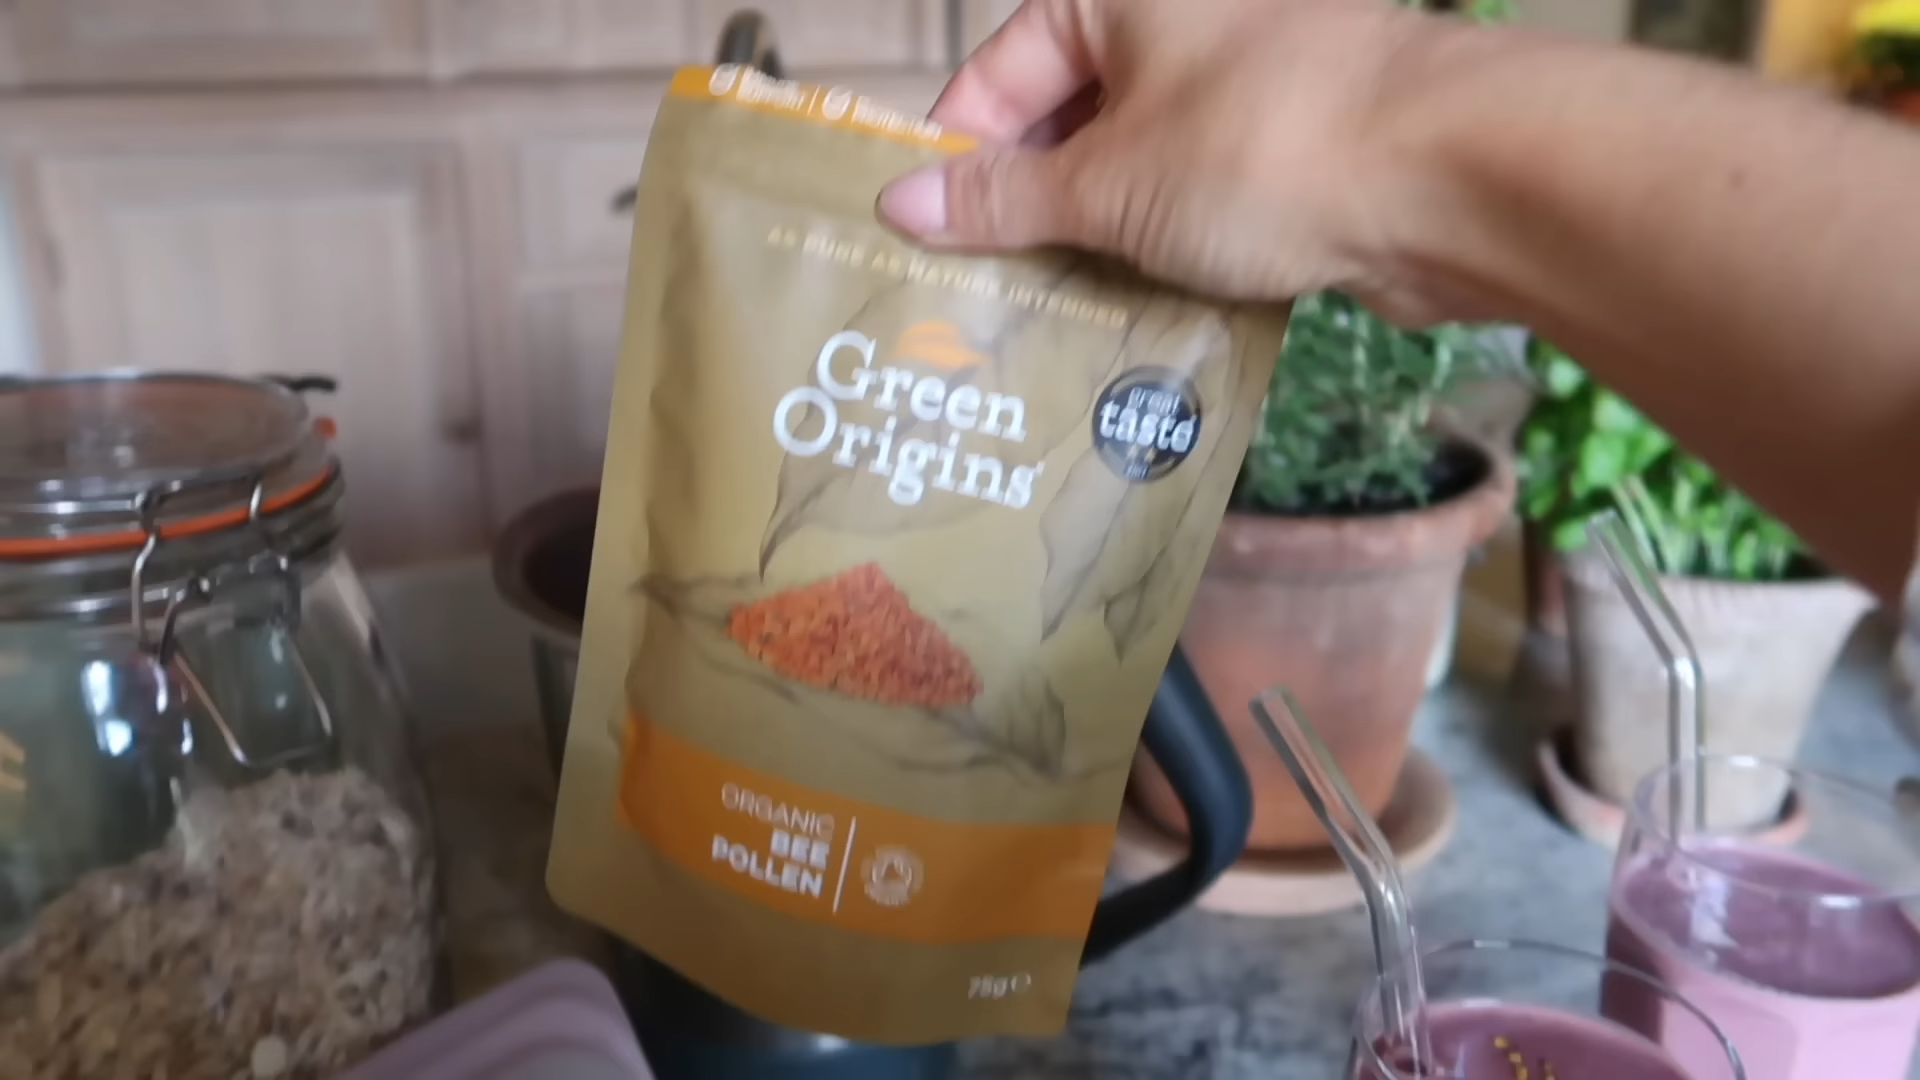 AS PURE AS NATURE INTENDED
Green
Origins
great
taste
ORGANIC
BEE
POLLEN
75g e